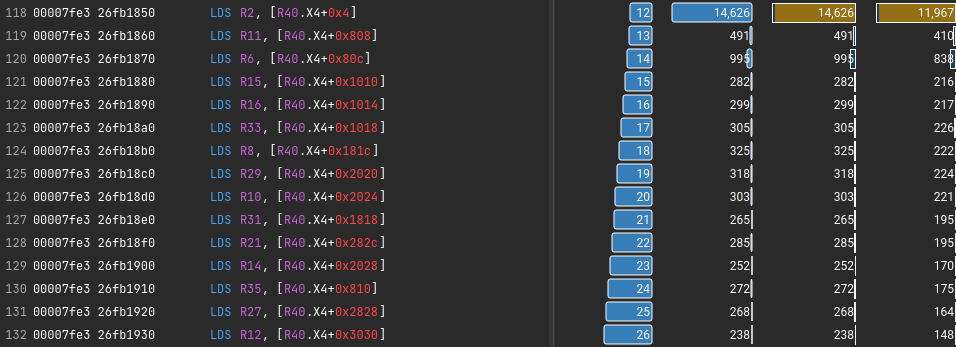 118 00007fe3 26fb1850 LDS R2, [R40.X4+0x4] 12 14,626 14,626 11,967
119 00007fe3 26fb1860 LDS R11, [R40.X4+0x808] 13 491 491 410
120 00007fe3 26fb1870 LDS R6, [R40.X4+0x80c] 14 995 995 838
121 00007fe3 26fb1880 LDS R15, [R40.X4+0x1010] 15 282 282 216
122 00007fe3 26fb1890 LDS R16, [R40.X4+0x1014] 16 299 299 217
123 00007fe3 26fb18a0 LDS R33, [R40.X4+0x1018] 17 305 305 226
124 00007fe3 26fb18b0 LDS R8, [R40.X4+0x181c] 18 325 325 222
125 00007fe3 26fb18c0 LDS R29, [R40.X4+0x2020] 19 318 318 224
126 00007fe3 26fb18d0 LDS R10, [R40.X4+0x2024] 20 303 303 221
127 00007fe3 26fb18e0 LDS R31, [R40.X4+0x1818] 21 265 265 195
128 00007fe3 26fb18f0 LDS R21, [R40.X4+0x282c] 22 285 285 195
129 00007fe3 26fb1900 LDS R14, [R40.X4+0x2028] 23 252 252 170
130 00007fe3 26fb1910 LDS R35, [R40.X4+0x810] 24 272 272 175
131 00007fe3 26fb1920 LDS R27, [R40.X4+0x2828] 25 268 268 164
132 00007fe3 26fb1930 LDS R12, [R40.X4+0x3030] 26 238 238 148